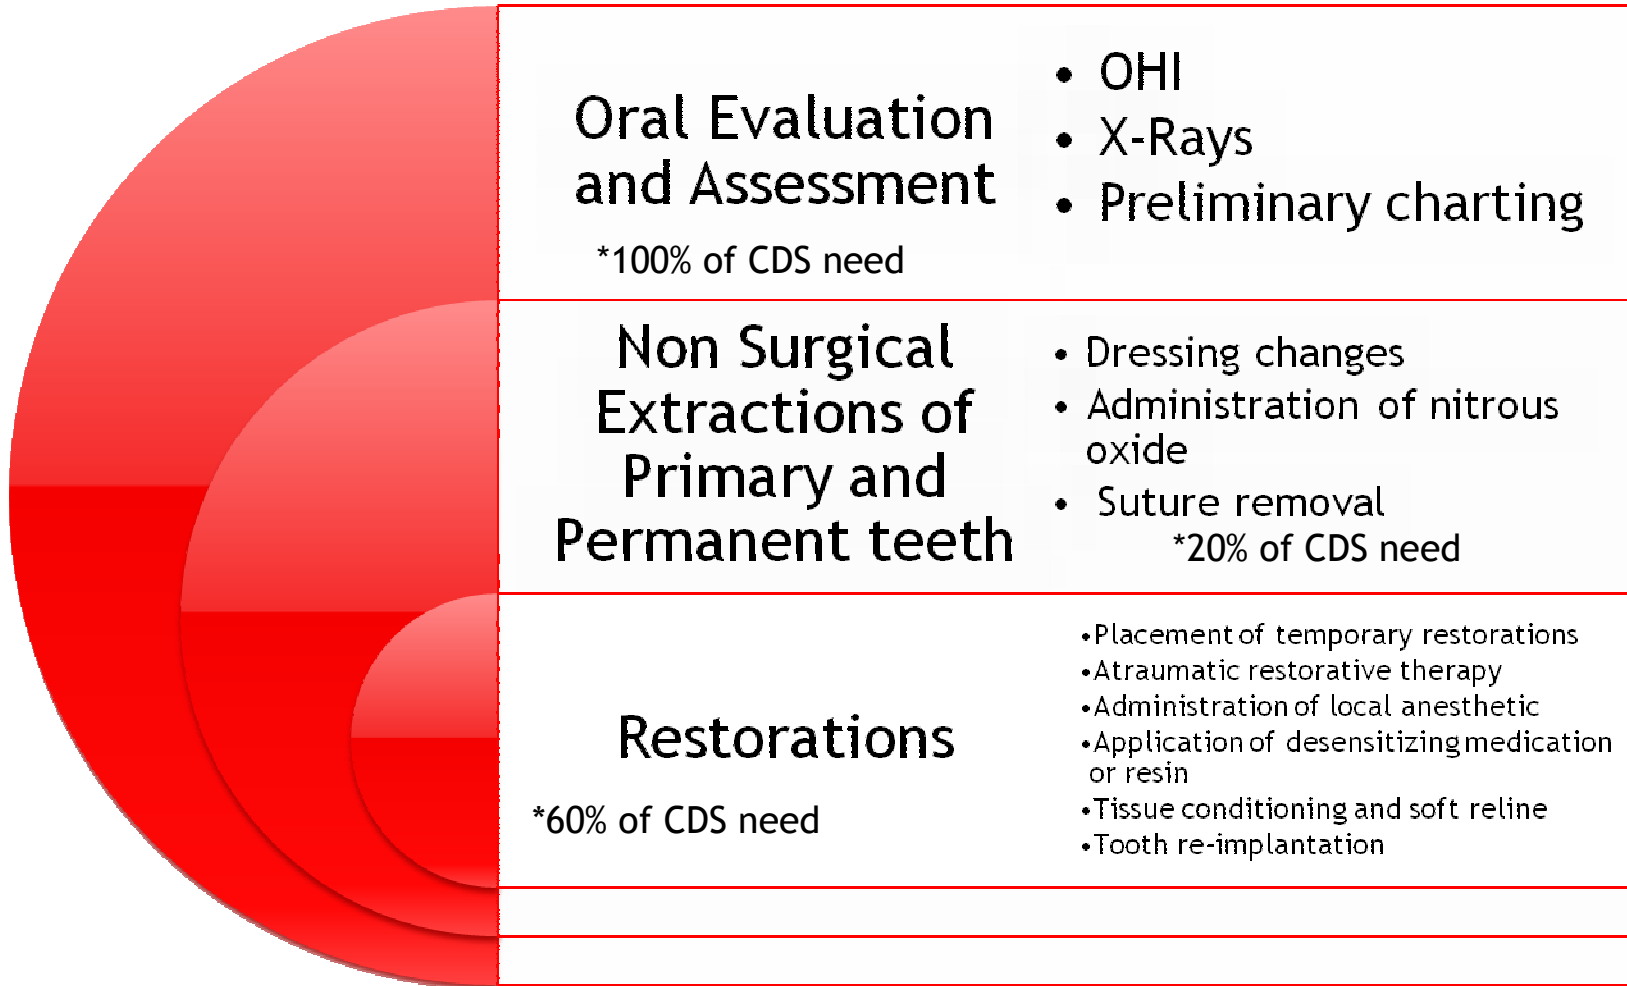 Oral Evaluation
and Assessment
*100% of CDS need
• OHI
• X-Rays
• Preliminary charting
Non Surgical
Extractions of
Primary and
Permanent teeth
• Dressing changes
• Administration of nitrous
oxide
• Suture removal
*20% of CDS need
Restorations
*60% of CDS need
•Placement of temporary restorations
•Atraumatic restorative therapy
•Administration of local anesthetic
•Application of desensitizing medication
or resin
•Tissue conditioning and soft reline
•Tooth re-implantation